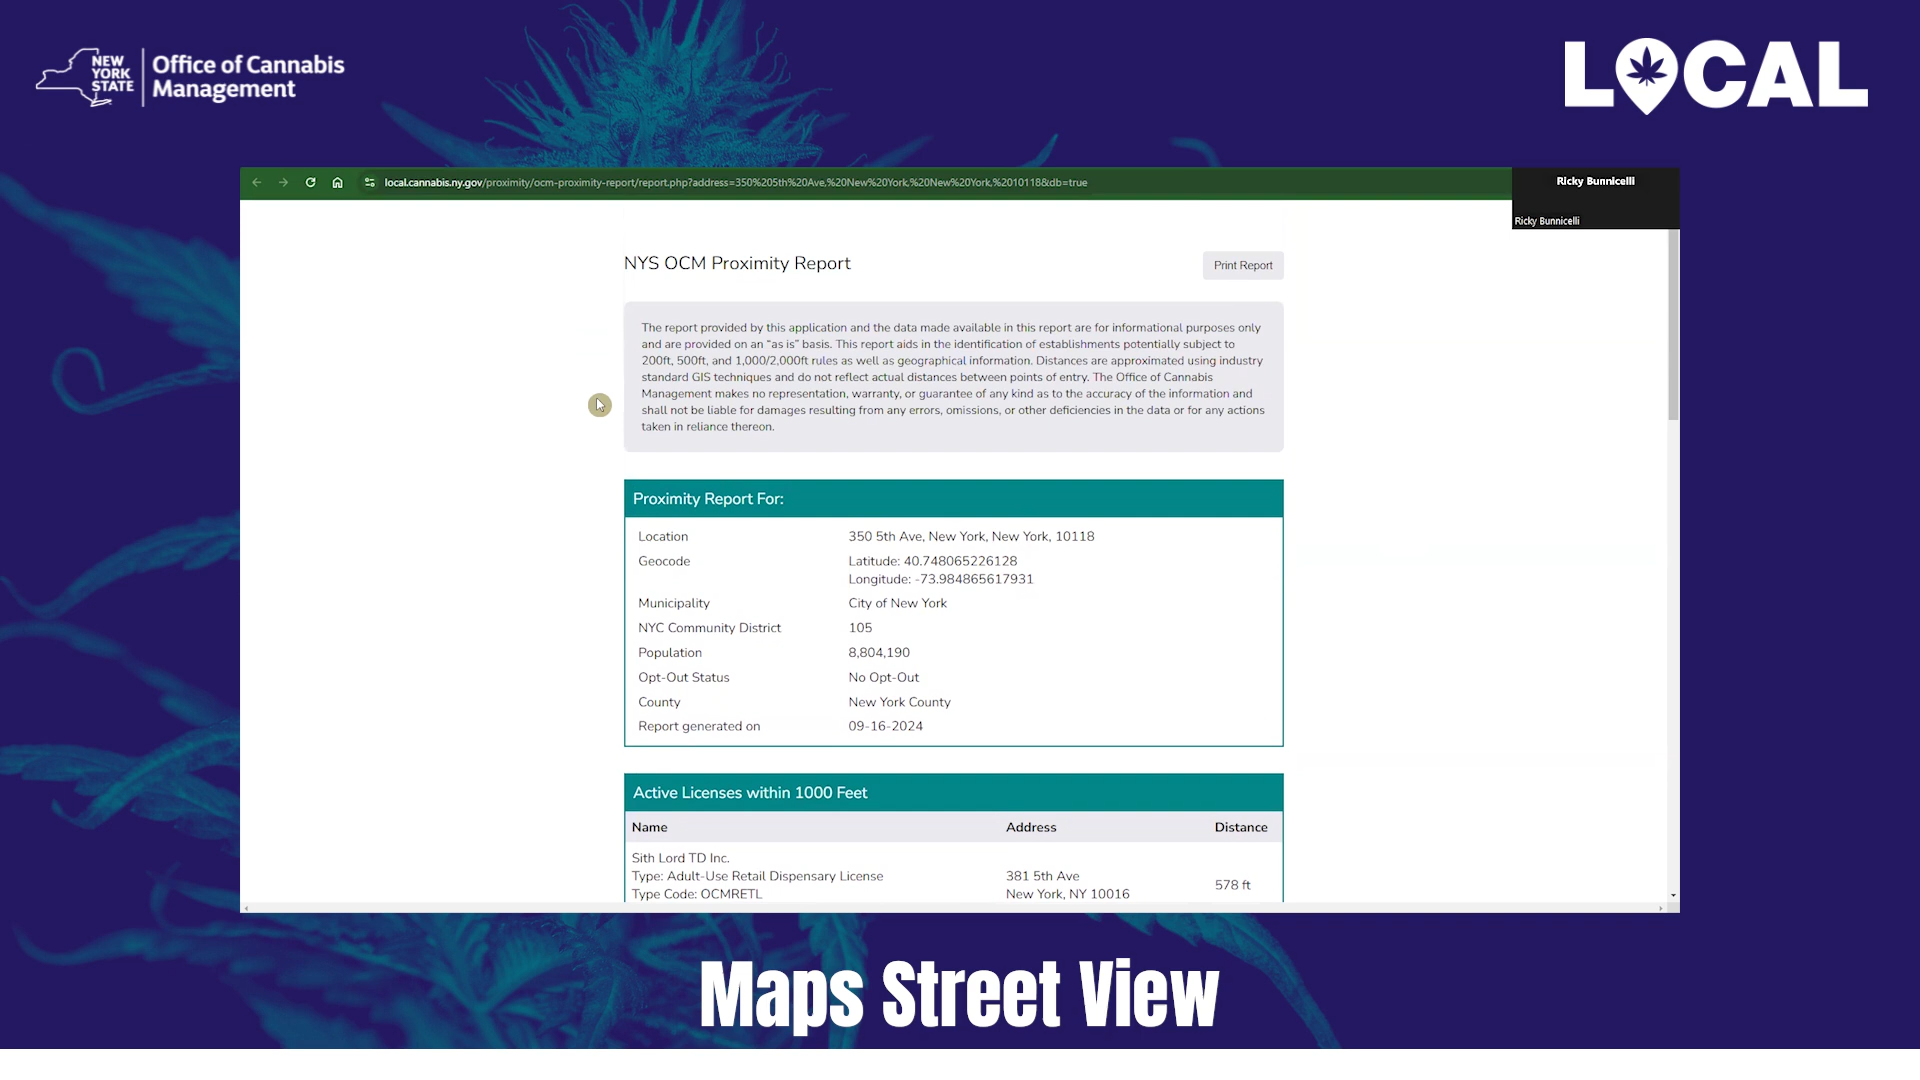 NEW
YORK
STATE
Office of Cannabis
Management
LOCAL
local.cannabis.ny.gov/proximity/ocm-proximity-report/report.php?address=350%205th%20Ave,%20New%20York,%20New%20York,%2010118&db=true
Ricky Bunnicelli
Ricky Bunnicelli
NYS OCM Proximity Report
Print Report
The report provided by this application and the data made available in this report are for informational purposes only
and are provided on an "as is" basis. This report aids in the identification of establishments potentially subject to
200ft, 500ft, and 1,000/2,000ft rules as well as geographical information. Distances are approximated using industry
standard GIS techniques and do not reflect actual distances between points of entry. The Office of Cannabis
Management makes no representation, warranty, or guarantee of any kind as to the accuracy of the information and
shall not be liable for damages resulting from any errors, omissions, or other deficiencies in the data or for any actions
taken in reliance thereon.
Proximity Report For:
Location 350 5th Ave, New York, New York, 10118
Geocode Latitude: 40.748065226128
Longitude: -73.984865617931
Municipality City of New York
NYC Community District 105
Population 8,804,190
Opt-Out Status No Opt-Out
County New York County
Report generated on 09-16-2024
Active Licenses within 1000 Feet
Name Address Distance
Sith Lord TD Inc.
Type: Adult-Use Retail Dispensary License 381 5th Ave
578 ft
Type Code: OCMRETL New York, NY 10016
Maps Street View